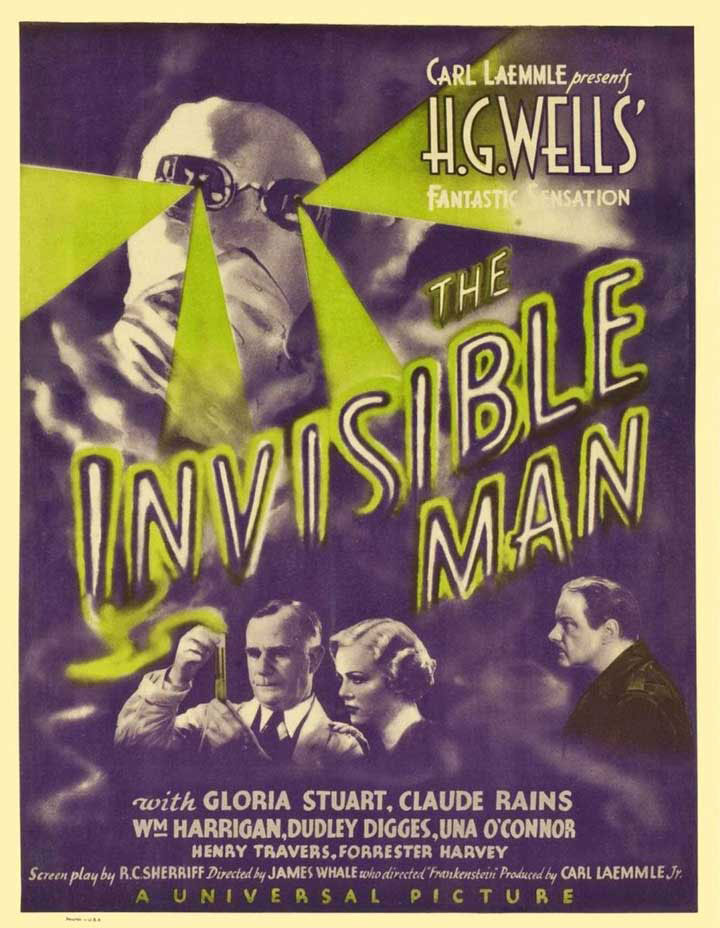 CARL LAEMMLE presents
H.G.WELLS'
FANTASTIC SENSATION
THE
INVISIBLE
MAN
with GLORIA STUART, CLAUDE RAINS
WM HARRIGAN, DUDLEY DIGGES, UNA O'CONNOR
HENRY TRAVERS, FORRESTER HARVEY
Screen play by R.C. SHERRIFF Directed by JAMES WHALE who directed "Frankenstein" Produced by CARL LAEMMLE, Jr.
A UNIVERSAL PICTURE